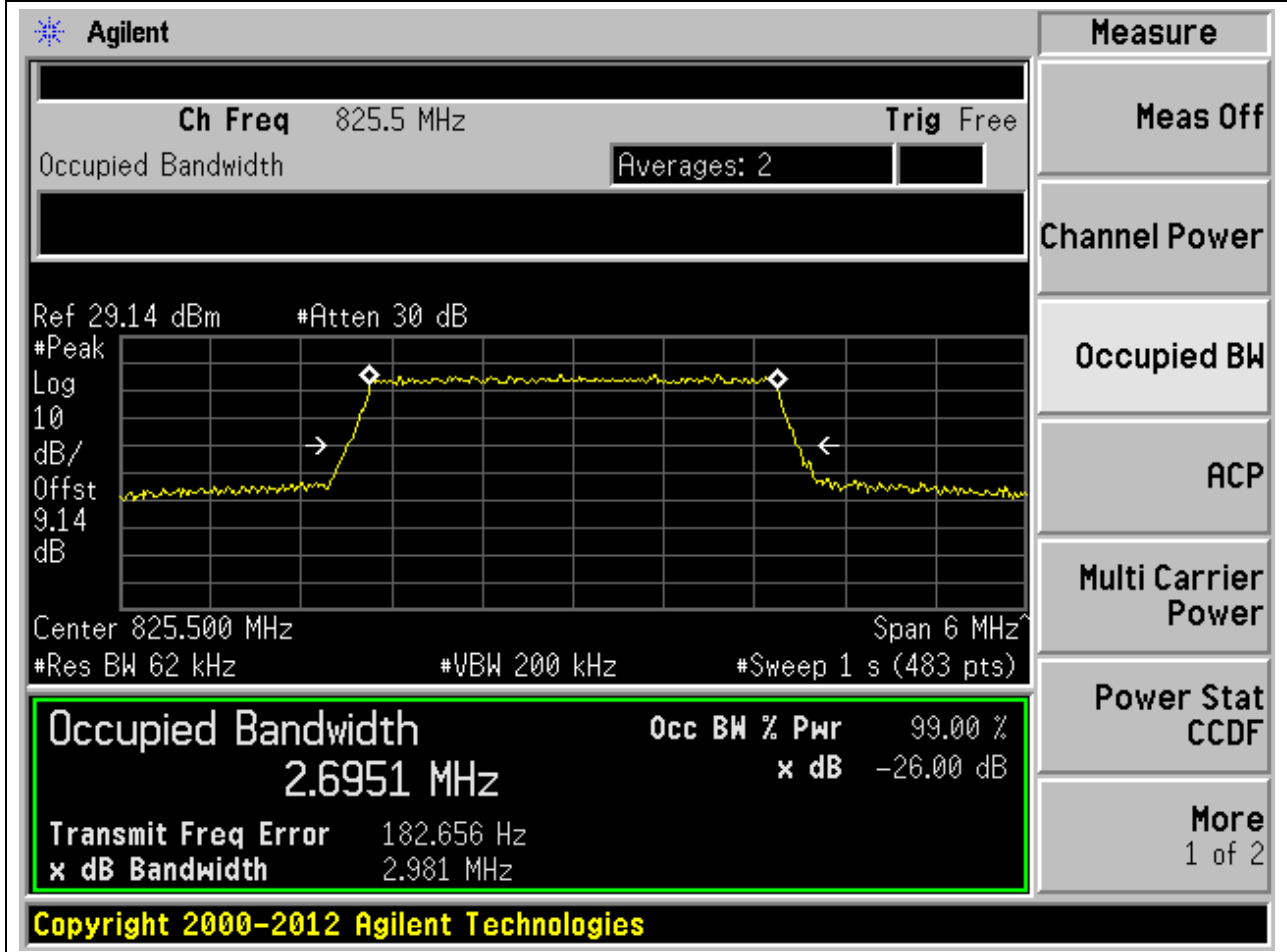 Agilent
Measure
Ch Freq 825.5 MHz Trig Free
Occupied Bandwidth Averages: 2
Meas Off
Channel Power
Ref 29.14 dBm #Atten 30 dB
#Peak
Log
10
dB/
Offst
9.14
dB
Occupied BW
ACP
Multi Carrier
Power
Center 825.500 MHz Span 6 MHz^
#Res BW 62 kHz #VBW 200 kHz #Sweep 1 s (483 pts)
Power Stat
CCDF
Occupied Bandwidth
2.6951 MHz
Occ BW % Pwr 99.00 %
x dB -26.00 dB
Transmit Freq Error 182.656 Hz
x dB Bandwidth 2.981 MHz
More
1 of 2
Copyright 2000-2012 Agilent Technologies